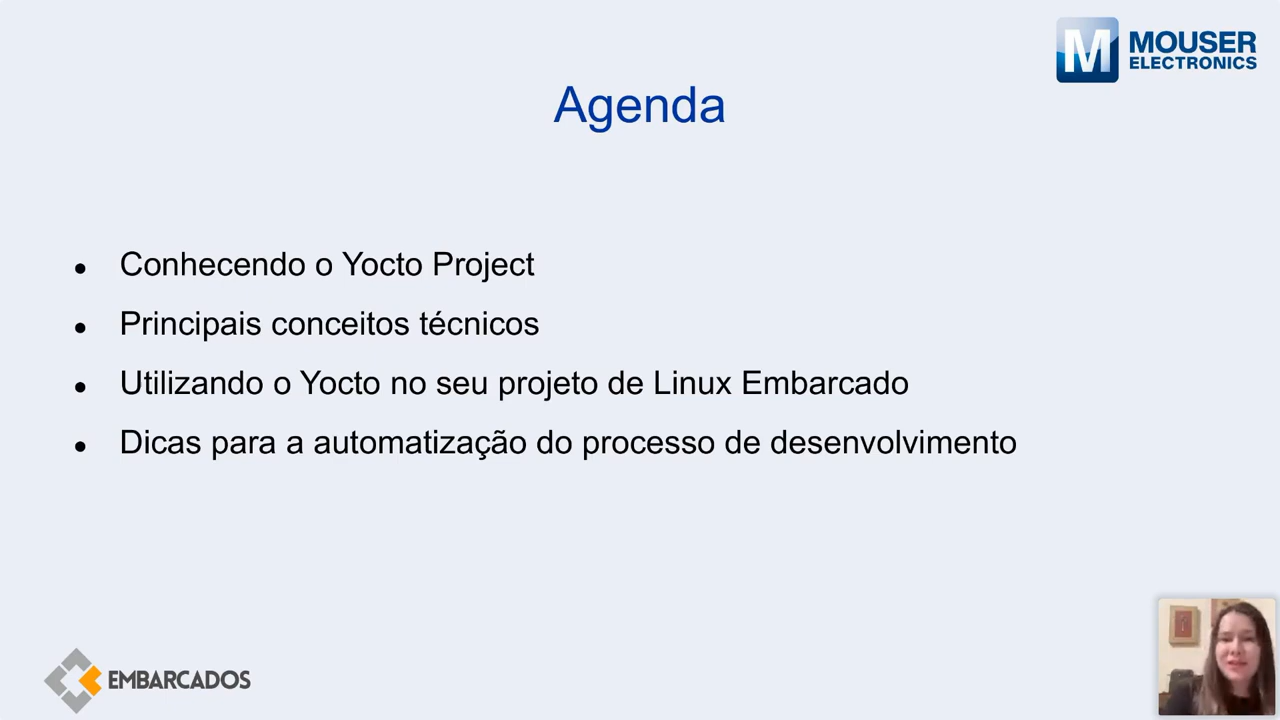 M MOUSER
ELECTRONICS
Agenda
● Conhecendo o Yocto Project
● Principais conceitos técnicos
● Utilizando o Yocto no seu projeto de Linux Embarcado
● Dicas para a automatização do processo de desenvolvimento
EMBARCADOS